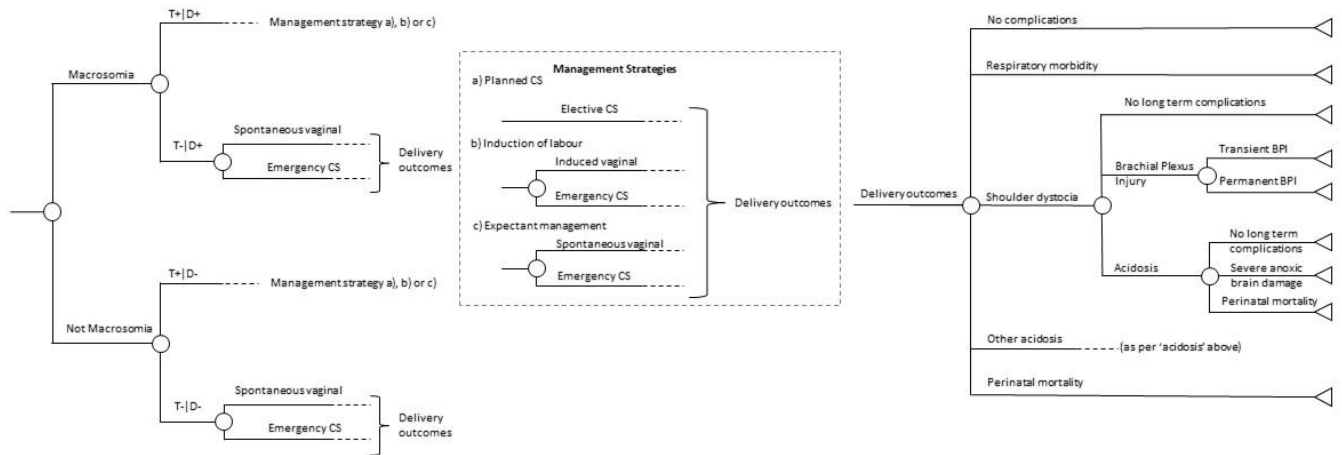 T+|D+
Management strategy a), b) or c)
Macrosomia
Spontaneous vaginal
T-|D+
Emergency CS
Delivery
outcomes
T+|D-
Management strategy a), b) or c)
Not Macrosomia
Spontaneous vaginal
T-|D-
Emergency CS
Delivery
outcomes
Management Strategies
a) Planned CS
Elective CS
b) Induction of labour
Induced vaginal
Emergency CS
c) Expectant management
Spontaneous vaginal
Emergency CS
Delivery outcomes
Delivery outcomes
No complications
Respiratory morbidity
Shoulder dystocia
No long term complications
Brachial Plexus
Injury
Transient BPI
Permanent BPI
Acidosis
No long term
complications
Severe anoxic
brain damage
Perinatal mortality
Other acidosis
(as per 'acidosis' above)
Perinatal mortality